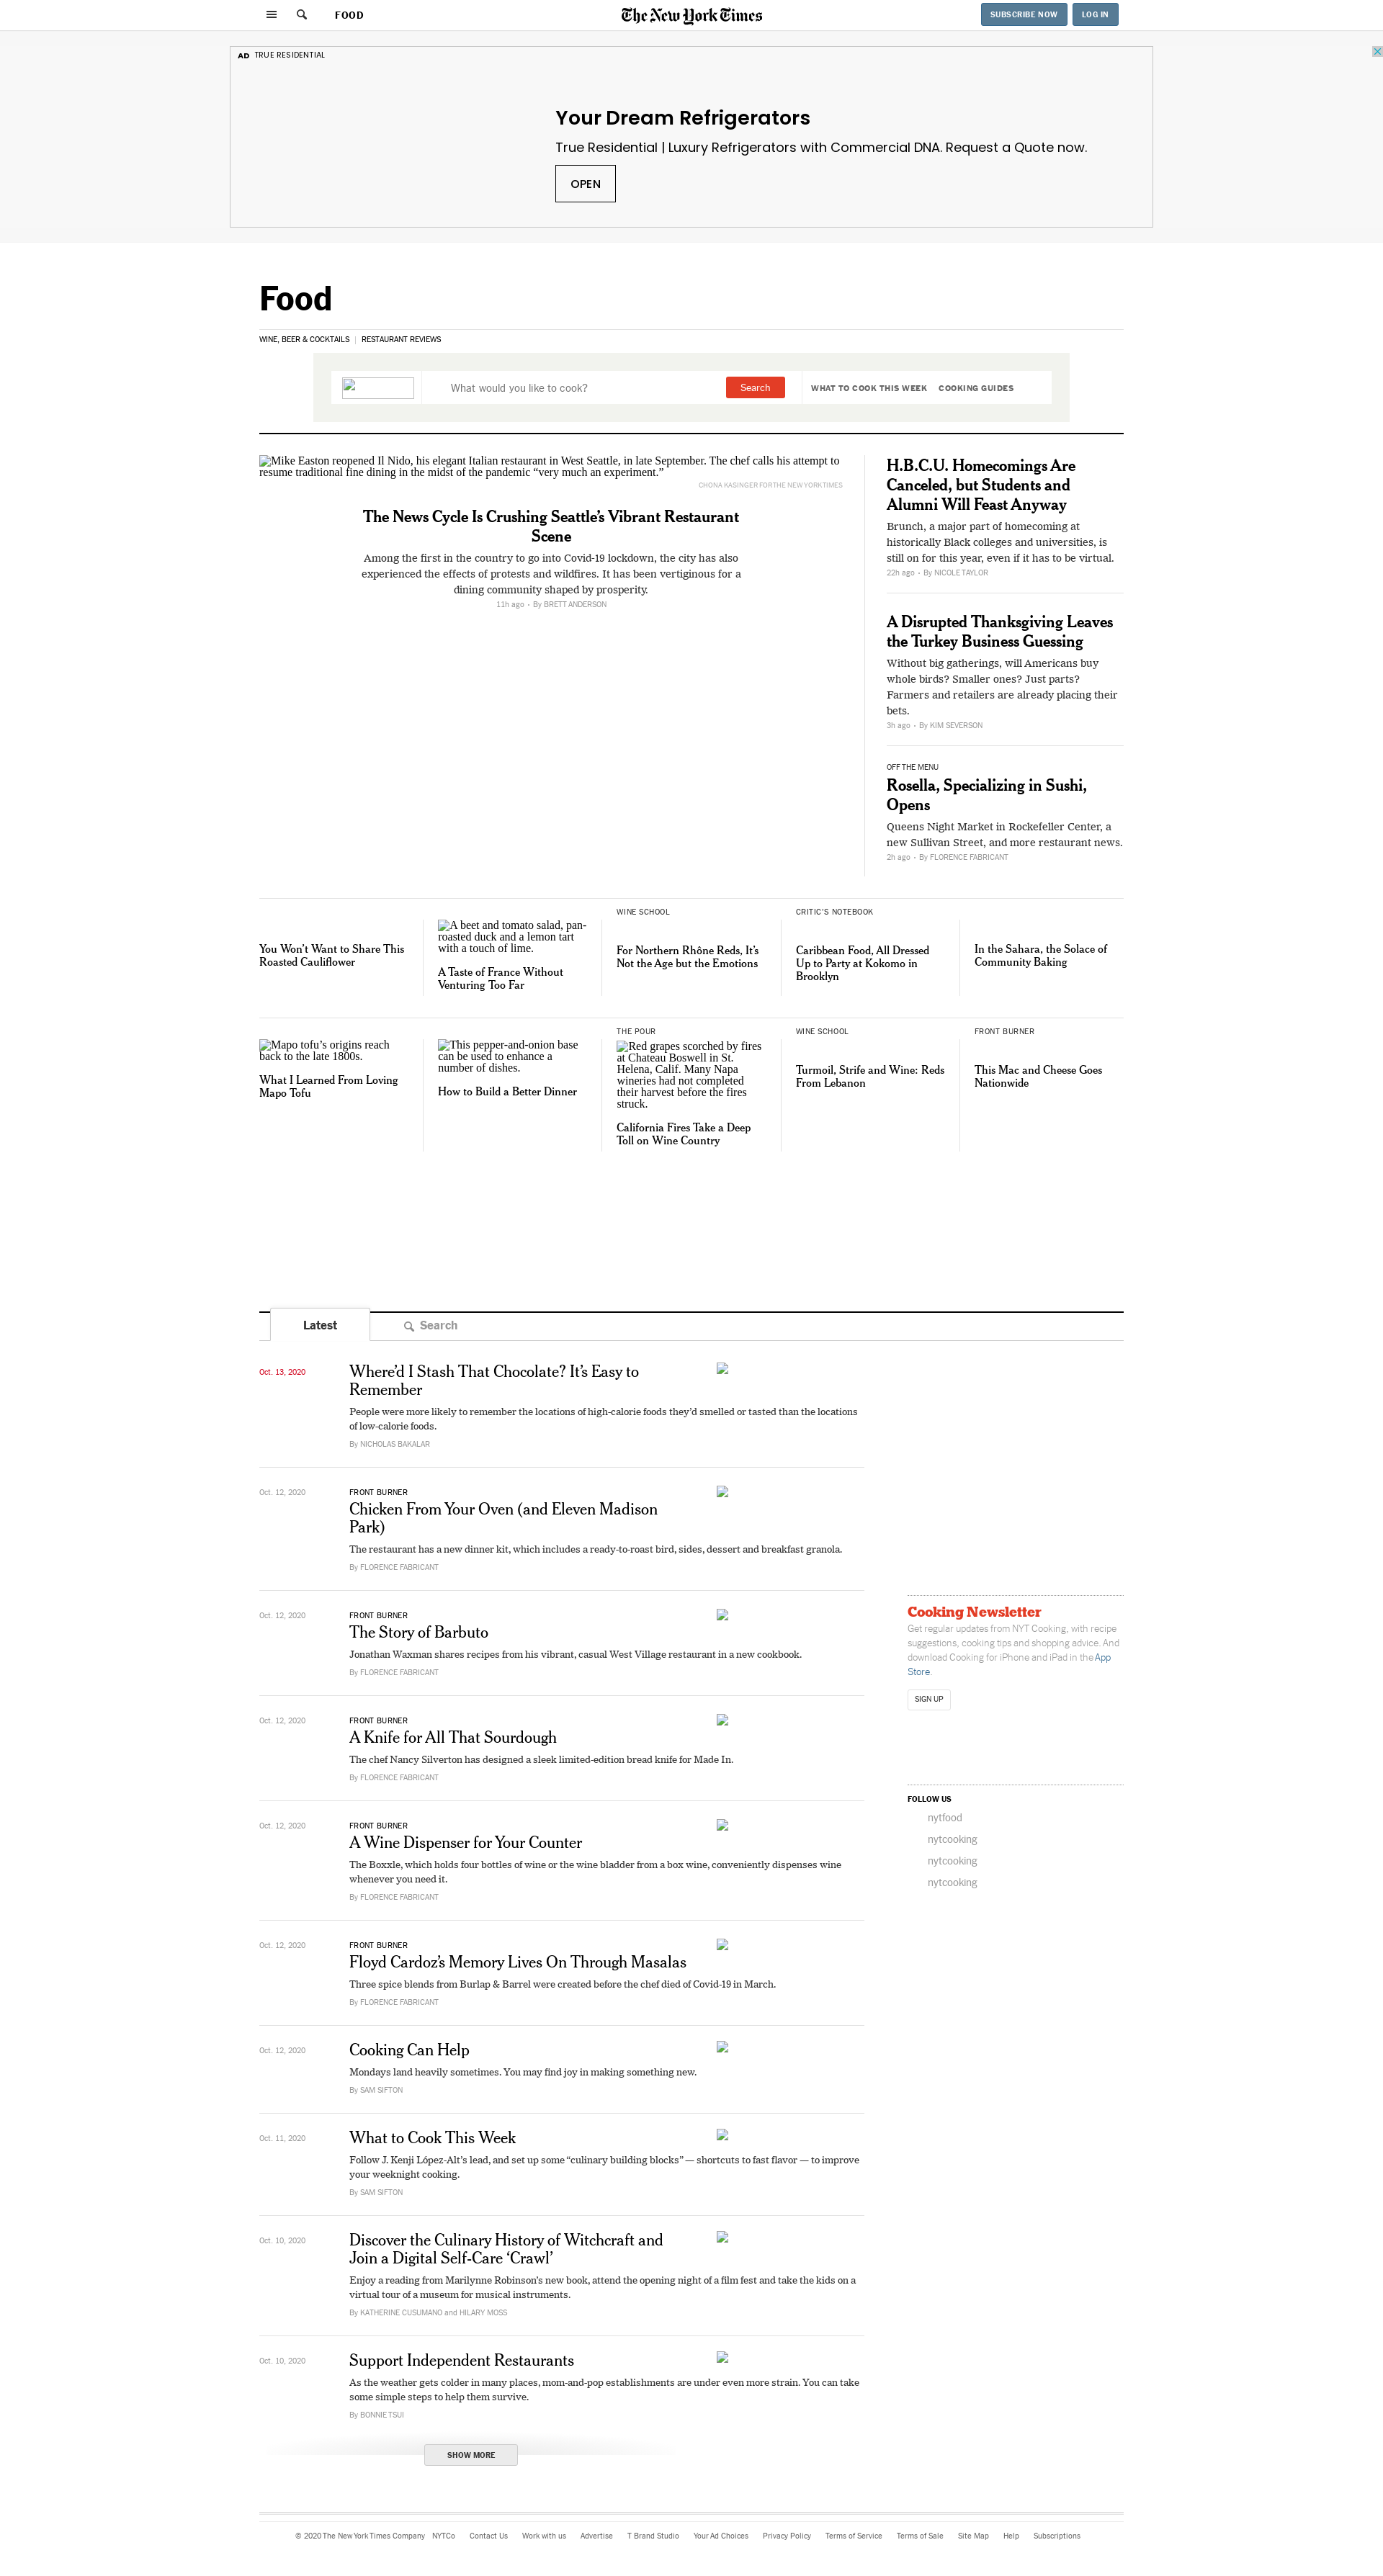 FOOD
The New York Times
SUBSCRIBE NOW
LOG IN
AD TRUE RESIDENTIAL
Your Dream Refrigerators
True Residential | Luxury Refrigerators with Commercial DNA. Request a Quote now.
OPEN
Food
WINE, BEER & COCKTAILS
RESTAURANT REVIEWS
What would you like to cook?
Search
WHAT TO COOK THIS WEEK
COOKING GUIDES
Mike Easton reopened Il Nido, his elegant Italian restaurant in West Seattle, in late September. The chef calls his attempt to
resume traditional fine dining in the midst of the pandemic “very much an experiment.”
CHONA KASINGER FOR THE NEW YORK TIMES
The News Cycle Is Crushing Seattle’s Vibrant Restaurant
Scene
Among the first in the country to go into Covid-19 lockdown, the city has also
experienced the effects of protests and wildfires. It has been vertiginous for a
dining community shaped by prosperity.
11h ago • By BRETT ANDERSON
H.B.C.U. Homecomings Are
Canceled, but Students and
Alumni Will Feast Anyway
Brunch, a major part of homecoming at
historically Black colleges and universities, is
still on for this year, even if it has to be virtual.
22h ago • By NICOLE TAYLOR
A Disrupted Thanksgiving Leaves
the Turkey Business Guessing
Without big gatherings, will Americans buy
whole birds? Smaller ones? Just parts?
Farmers and retailers are already placing their
bets.
3h ago • By KIM SEVERSON
OFF THE MENU
Rosella, Specializing in Sushi,
Opens
Queens Night Market in Rockefeller Center, a
new Sullivan Street, and more restaurant news.
2h ago • By FLORENCE FABRICANT
You Won’t Want to Share This
Roasted Cauliflower
A beet and tomato salad, pan-
roasted duck and a lemon tart
with a touch of lime.
A Taste of France Without
Venturing Too Far
WINE SCHOOL
For Northern Rhône Reds, It’s
Not the Age but the Emotions
CRITIC’S NOTEBOOK
Caribbean Food, All Dressed
Up to Party at Kokomo in
Brooklyn
In the Sahara, the Solace of
Community Baking
Mapo tofu’s origins reach
back to the late 1800s.
What I Learned From Loving
Mapo Tofu
This pepper-and-onion base
can be used to enhance a
number of dishes.
How to Build a Better Dinner
THE POUR
Red grapes scorched by fires
at Chateau Boswell in St.
Helena, Calif. Many Napa
wineries had not completed
their harvest before the fires
struck.
California Fires Take a Deep
Toll on Wine Country
WINE SCHOOL
Turmoil, Strife and Wine: Reds
From Lebanon
FRONT BURNER
This Mac and Cheese Goes
Nationwide
Latest
Search
Oct. 13, 2020
Where’d I Stash That Chocolate? It’s Easy to
Remember
People were more likely to remember the locations of high-calorie foods they’d smelled or tasted than the locations
of low-calorie foods.
By NICHOLAS BAKALAR
Oct. 12, 2020
FRONT BURNER
Chicken From Your Oven (and Eleven Madison
Park)
The restaurant has a new dinner kit, which includes a ready-to-roast bird, sides, dessert and breakfast granola.
By FLORENCE FABRICANT
Oct. 12, 2020
FRONT BURNER
The Story of Barbuto
Jonathan Waxman shares recipes from his vibrant, casual West Village restaurant in a new cookbook.
By FLORENCE FABRICANT
Oct. 12, 2020
FRONT BURNER
A Knife for All That Sourdough
The chef Nancy Silverton has designed a sleek limited-edition bread knife for Made In.
By FLORENCE FABRICANT
Oct. 12, 2020
FRONT BURNER
A Wine Dispenser for Your Counter
The Boxxle, which holds four bottles of wine or the wine bladder from a box wine, conveniently dispenses wine
whenever you need it.
By FLORENCE FABRICANT
Oct. 12, 2020
FRONT BURNER
Floyd Cardoz’s Memory Lives On Through Masalas
Three spice blends from Burlap & Barrel were created before the chef died of Covid-19 in March.
By FLORENCE FABRICANT
Oct. 12, 2020
Cooking Can Help
Mondays land heavily sometimes. You may find joy in making something new.
By SAM SIFTON
Oct. 11, 2020
What to Cook This Week
Follow J. Kenji López-Alt’s lead, and set up some “culinary building blocks” — shortcuts to fast flavor — to improve
your weeknight cooking.
By SAM SIFTON
Oct. 10, 2020
Discover the Culinary History of Witchcraft and
Join a Digital Self-Care ‘Crawl’
Enjoy a reading from Marilynne Robinson’s new book, attend the opening night of a film fest and take the kids on a
virtual tour of a museum for musical instruments.
By KATHERINE CUSUMANO and HILARY MOSS
Oct. 10, 2020
Support Independent Restaurants
As the weather gets colder in many places, mom-and-pop establishments are under even more strain. You can take
some simple steps to help them survive.
By BONNIE TSUI
SHOW MORE
Cooking Newsletter
Get regular updates from NYT Cooking, with recipe
suggestions, cooking tips and shopping advice. And
download Cooking for iPhone and iPad in the App
Store.
SIGN UP
FOLLOW US
nytfood
nytcooking
nytcooking
nytcooking
© 2020 The New York Times Company NYTCo Contact Us Work with us Advertise T Brand Studio Your Ad Choices Privacy Policy Terms of Service Terms of Sale Site Map Help Subscriptions